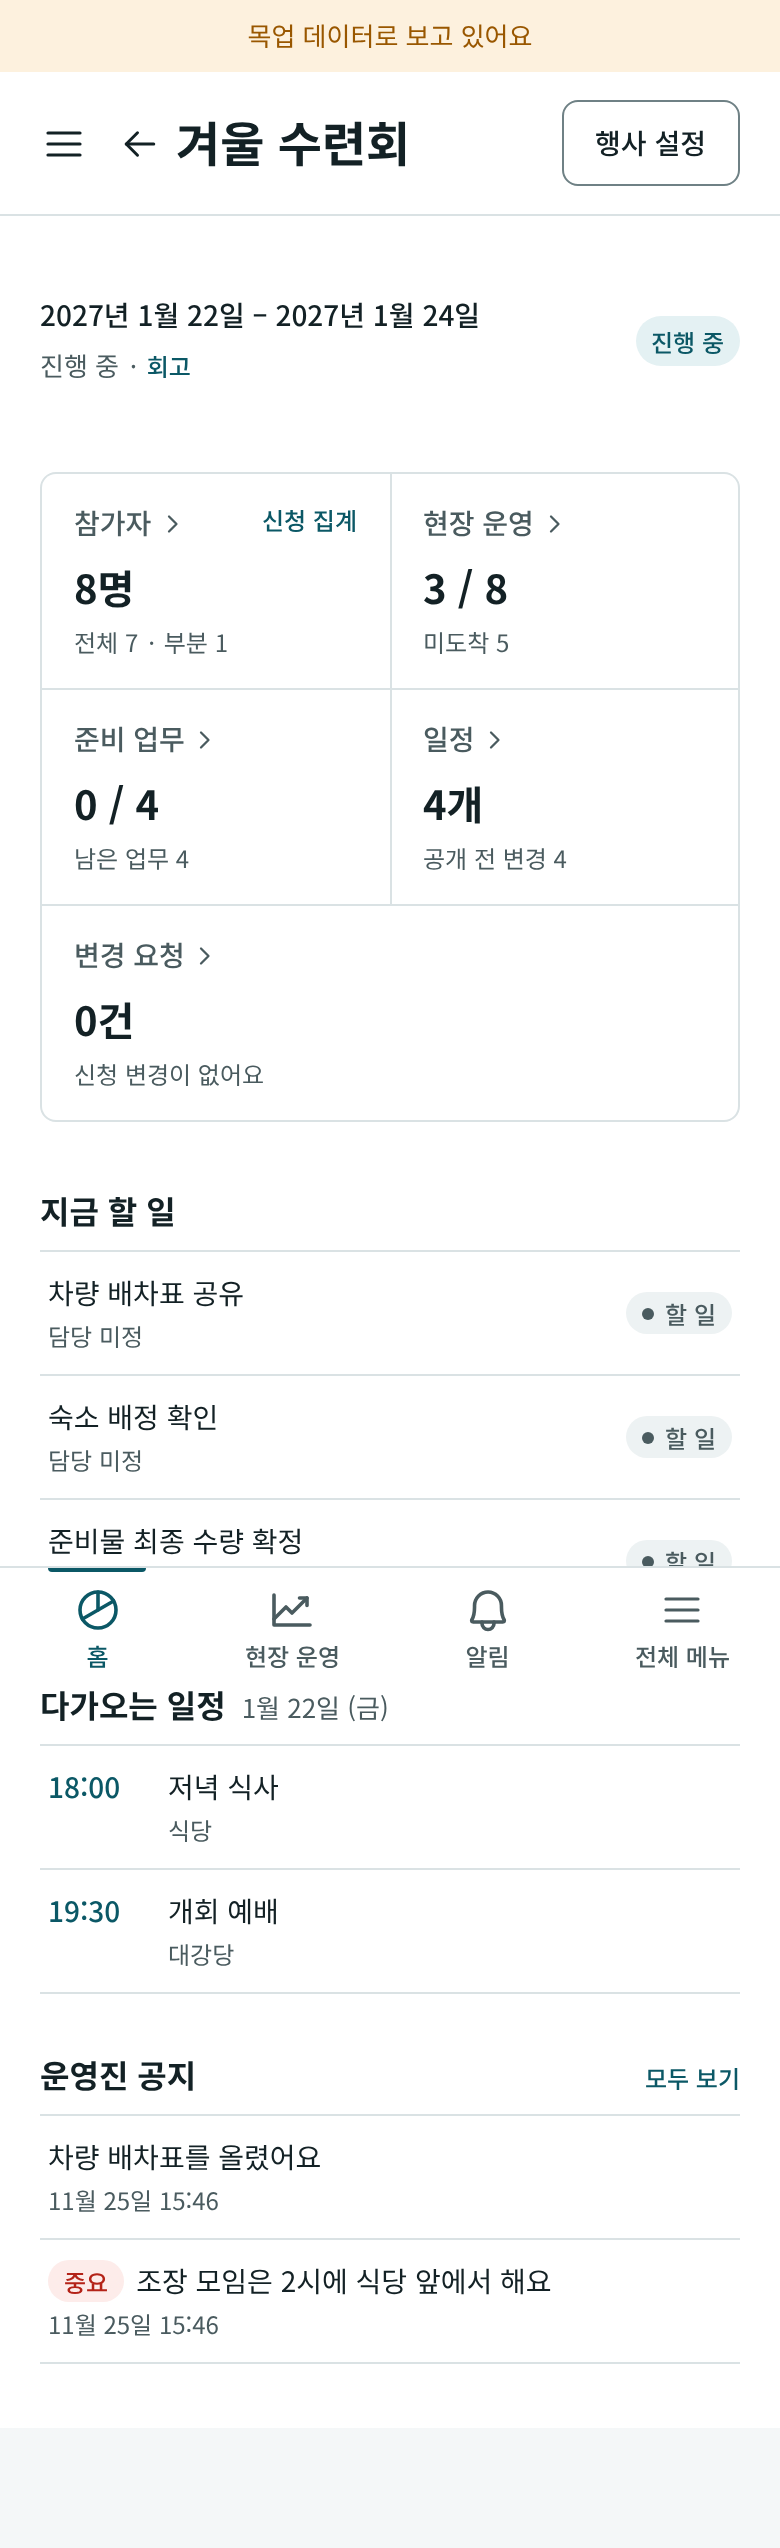 목업 데이터로 보고 있어요
겨울 수련회
행사 설정
2027년 1월 22일 – 2027년 1월 24일
진행 중 · 회고
진행 중
참가자
신청 집계
8명
전체 7 · 부분 1
현장 운영
3 / 8
미도착 5
준비 업무
0 / 4
남은 업무 4
일정
4개
공개 전 변경 4
변경 요청
0건
신청 변경이 없어요
지금 할 일
차량 배차표 공유
담당 미정
할 일
숙소 배정 확인
담당 미정
할 일
준비물 최종 수량 확정
할 일
홈
현장 운영
알림
전체 메뉴
다가오는 일정 1월 22일 (금)
18:00 저녁 식사
식당
19:30 개회 예배
대강당
운영진 공지
모두 보기
차량 배차표를 올렸어요
11월 25일 15:46
중요 조장 모임은 2시에 식당 앞에서 해요
11월 25일 15:46